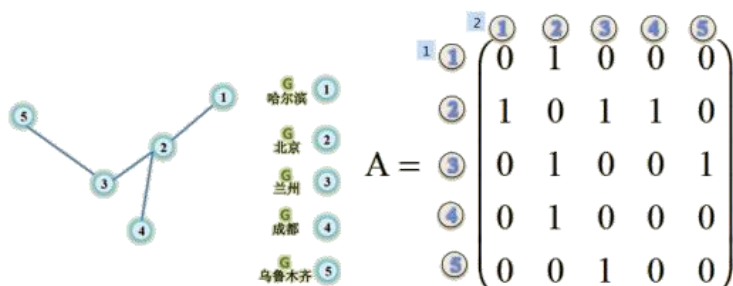 5
1
2
3
4
G
哈尔滨 1
G
北京 2
G
兰州 3
G
成都 4
G
乌鲁木齐 5
2 1 2 3 4 5
1 1 0 1 0 0 0
2 1 0 1 1 0
A = 3 0 1 0 0 1
4 0 1 0 0 0
5 0 0 1 0 0